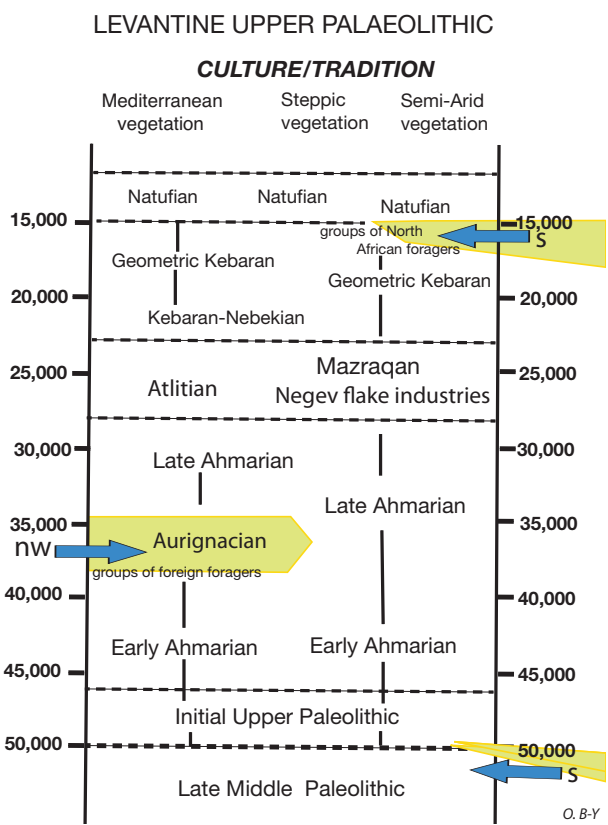 LEVANTINE UPPER PALAEOLITHIC
CULTURE/TRADITION
Mediterranean vegetation
Steppic vegetation
Semi-Arid vegetation
Natufian
Natufian
Natufian
15,000
15,000
groups of North
African foragers
S
Geometric Kebaran
Geometric Kebaran
20,000
20,000
Kebaran-Nebekian
25,000
25,000
Atlitian
Mazraqan
Negev flake industries
30,000
30,000
Late Ahmarian
Late Ahmarian
35,000
35,000
nw
Aurignacian
groups of foreign foragers
40,000
40,000
Early Ahmarian
Early Ahmarian
45,000
45,000
Initial Upper Paleolithic
50,000
50,000
Late Middle Paleolithic
S
O. B-Y